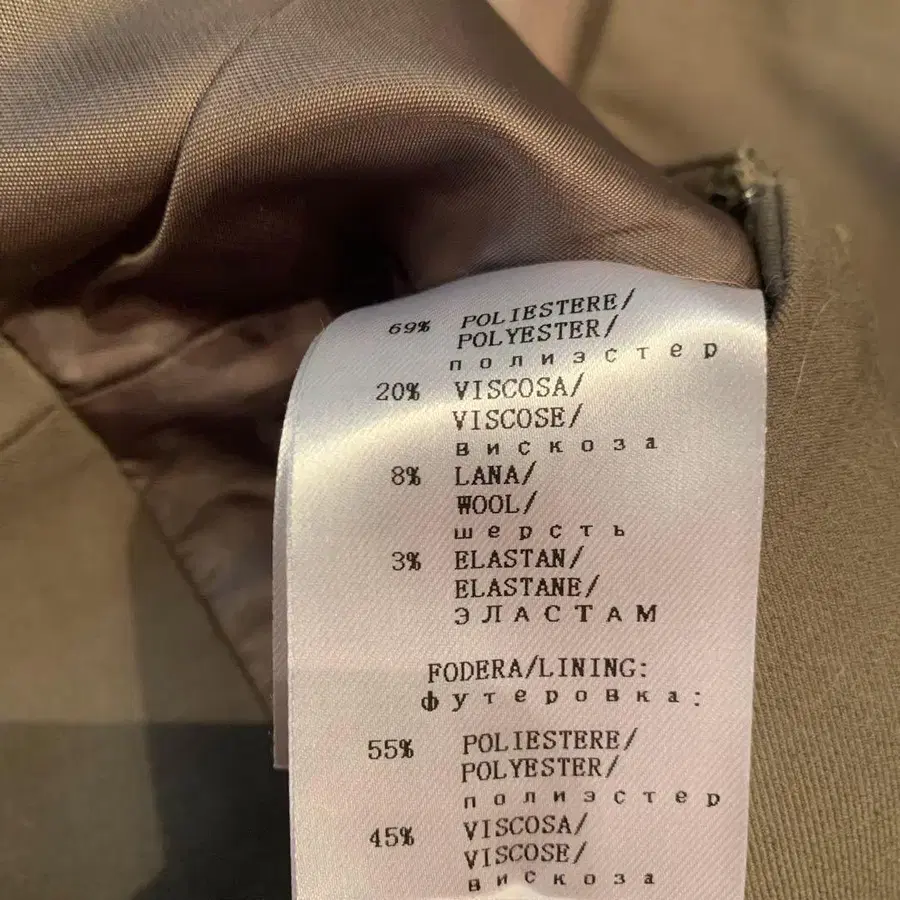 69% POLIESTERE/
POLYESTER/
полиэстер
20% VISCOSA/
VISCOSE/
вискоза
8% LANA/
WOOL/
шерсть
3% ELASTAN/
ELASTANE/
ЭЛАСТАМ
FODERA/LINING:
футеровка:
55% POLIESTERE/
POLYESTER/
полиэстер
45% VISCOSA/
VISCOSE/
вискоза